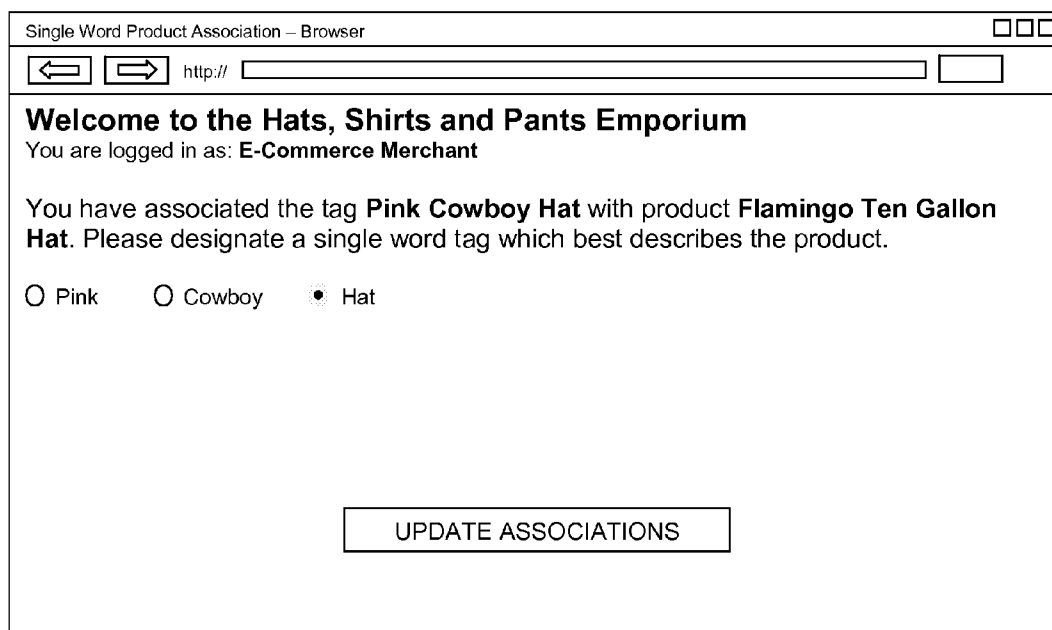 Single Word Product Association – Browser
http://
Welcome to the Hats, Shirts and Pants Emporium
You are logged in as: E-Commerce Merchant
You have associated the tag Pink Cowboy Hat with product Flamingo Ten Gallon
Hat. Please designate a single word tag which best describes the product.
Pink Cowboy Hat
UPDATE ASSOCIATIONS